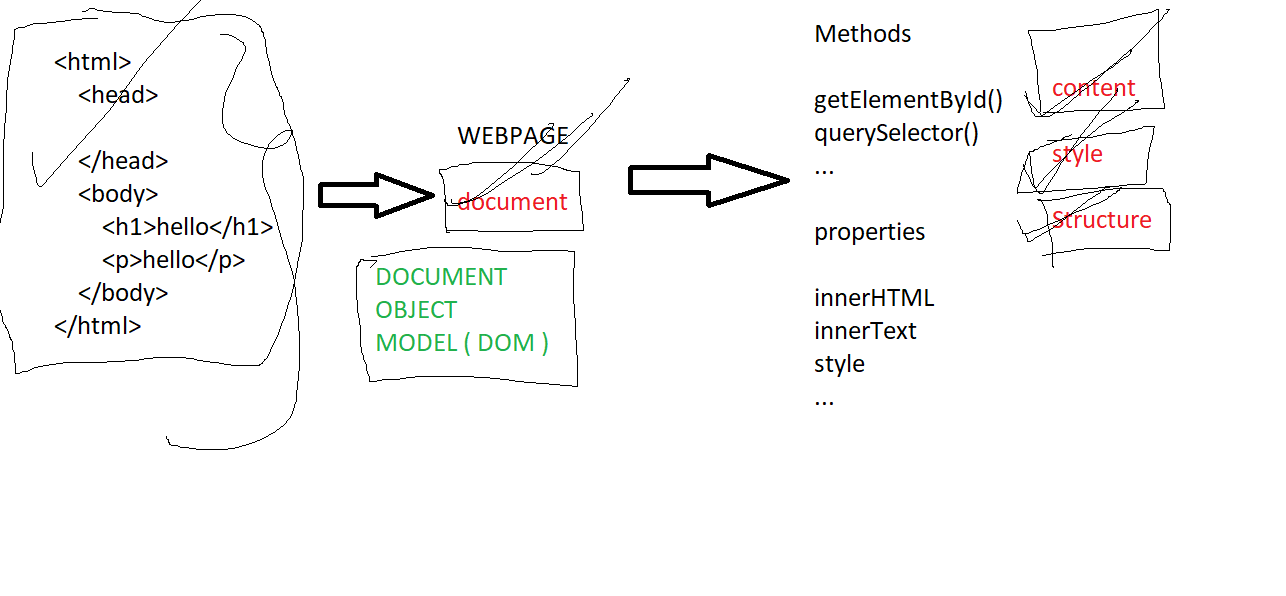 <html>
<head>
</head>
<body>
<h1>hello</h1>
<p>hello</p>
</body>
</html>
WEBPAGE
document
DOCUMENT
OBJECT
MODEL ( DOM )
Methods
getElementById()
querySelector()
...
properties
innerHTML
innerText
style
...
content
style
Structure